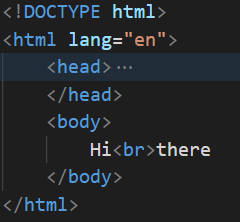 <!DOCTYPE html>
<html lang="en">
<head>...
</head>
<body>
Hi<br>there
</body>
</html>